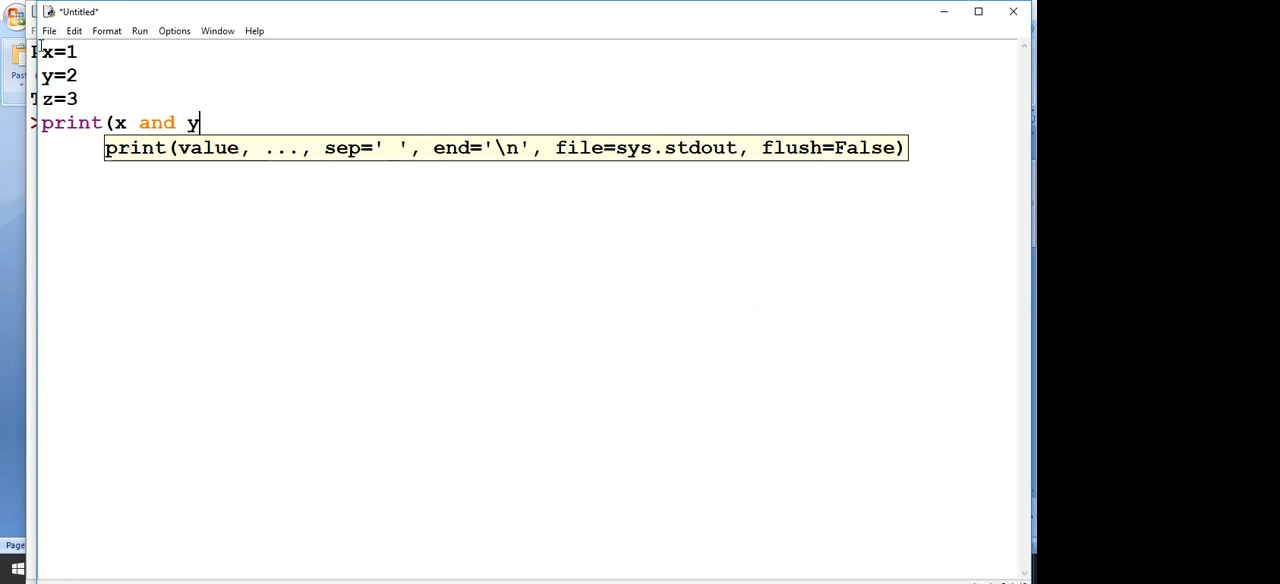 *Untitled*
File Edit Format Run Options Window Help
x=1
y=2
z=3
print(x and y
print(value, ..., sep=' ', end='\n', file=sys.stdout, flush=False)
Page